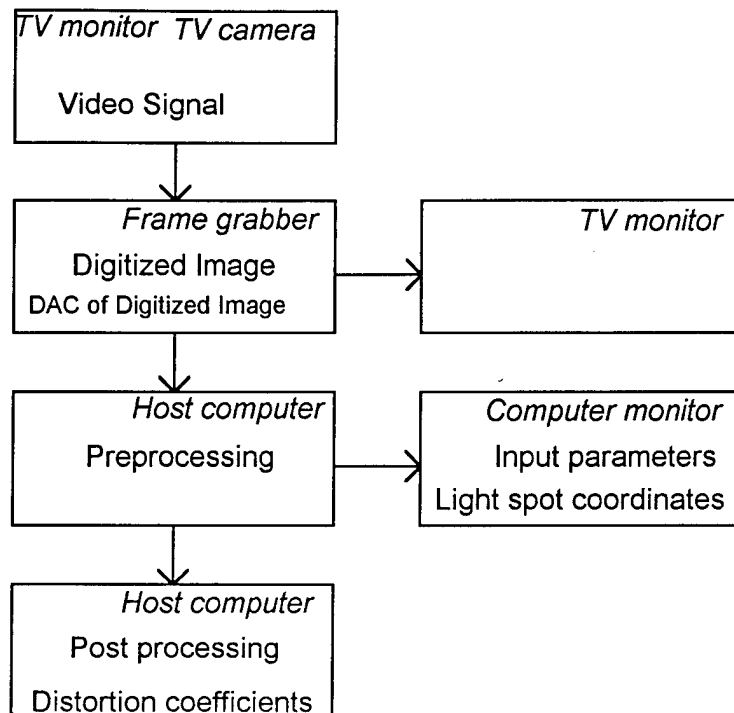 TV monitor TV camera
Video Signal
Frame grabber
Digitized Image
DAC of Digitized Image
TV monitor
Host computer
Preprocessing
Computer monitor
Input parameters
Light spot coordinates
Host computer
Post processing
Distortion coefficients